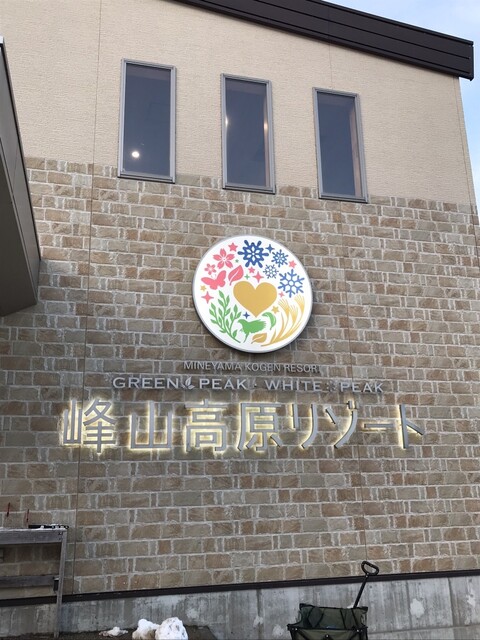 MINEYAMA KOGEN RESORT
GREEN PEAK · WHITE PEAK
峰山高原リゾート